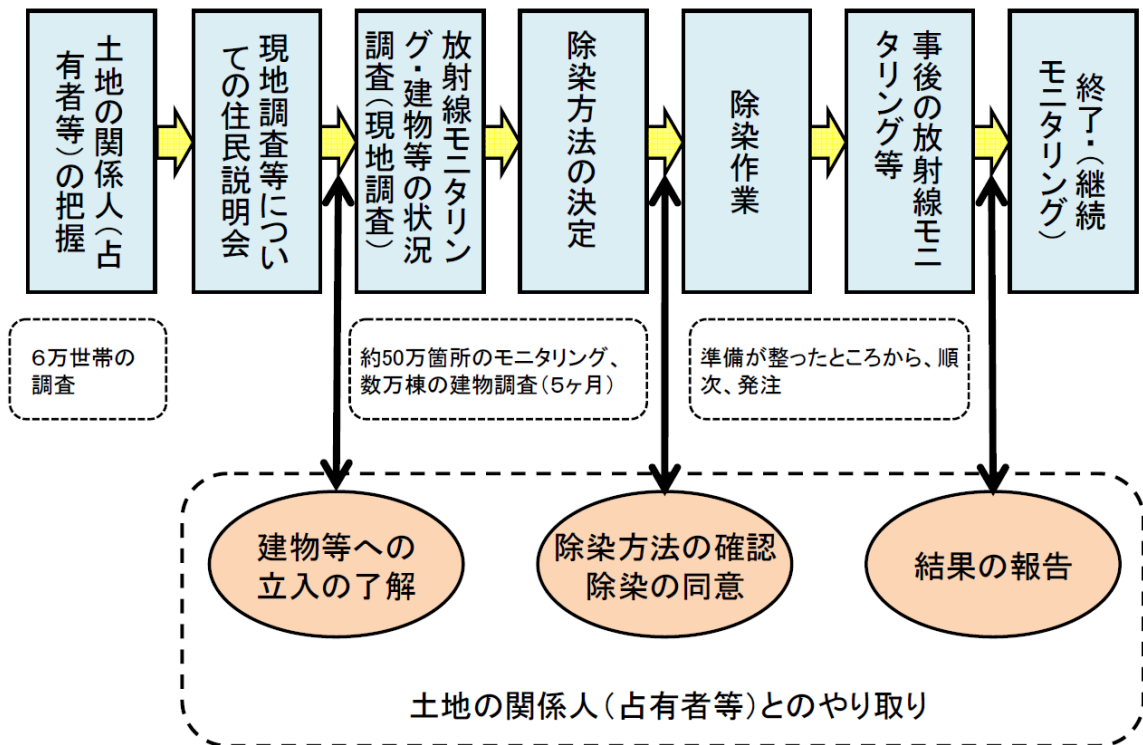 土地の関係人（占
有者等）の把握
現地調査等につい
ての住民説明会
放射線モニタリン
グ・建物等の状況
調査（現地調査）
除染方法の決定
除染作業
事後の放射線モニ
タリング等
終了・（継続
モニタリング）
６万世帯の
調査
約50万箇所のモニタリング、
数万棟の建物調査（５ヶ月）
準備が整ったところから、順
次、発注
建物等への
立入の了解
除染方法の確認
除染の同意
結果の報告
土地の関係人（占有者等）とのやり取り